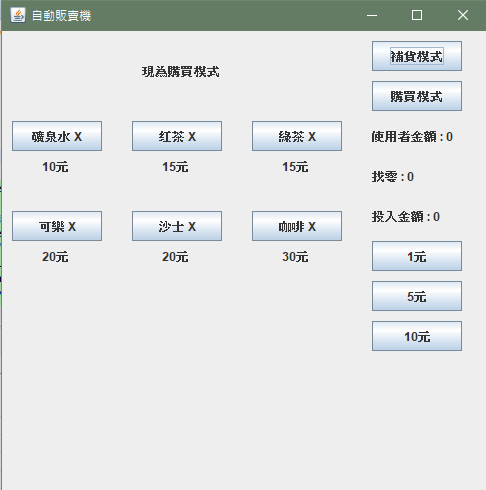 自動販賣機
補貨模式
現為購買模式
購買模式
礦泉水 X
红茶 X
綠茶 X
使用者金額 : 0
10元
15元
15元
找零 : 0
可樂 X
沙士 X
咖啡 X
投入金額 : 0
20元
20元
30元
1元
5元
10元